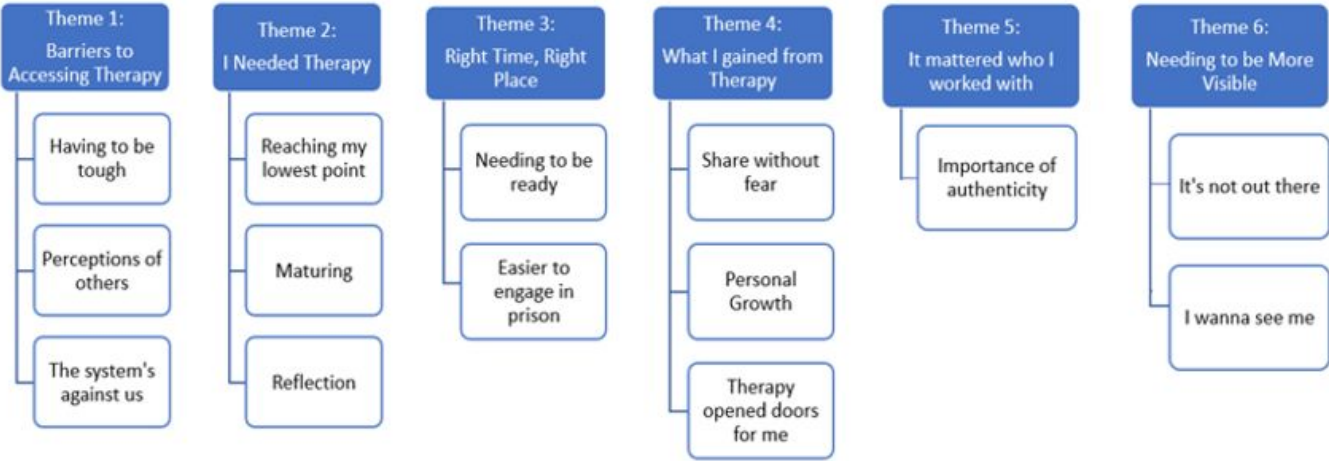 Theme 1:
Barriers to
Accessing Therapy
Having to be
tough
Perceptions of
others
The system's
against us
Theme 2:
I Needed Therapy
Reaching my
lowest point
Maturing
Reflection
Theme 3:
Right Time, Right
Place
Needing to be
ready
Easier to
engage in
prison
Theme 4:
What I gained from
Therapy
Share without
fear
Personal
Growth
Therapy
opened doors
for me
Theme 5:
It mattered who I
worked with
Importance of
authenticity
Theme 6:
Needing to be More
Visible
It's not out there
I wanna see me